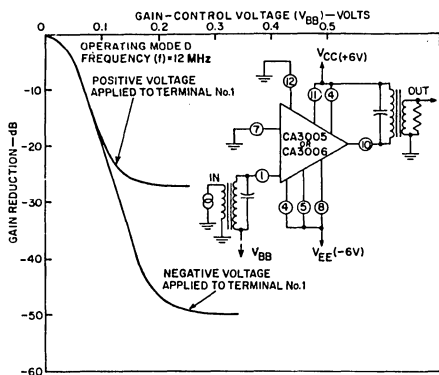 GAIN-CONTROL VOLTAGE (VBB)-VOLTS
0 0.1 0.2 0.3 0.4 0.5
OPERATING MODE D
FREQUENCY (f)=12 MHz
POSITIVE VOLTAGE
APPLIED TO TERMINAL No.1
VCC(+6V)
12
11
4
OUT
7
CA3005
OR
CA3006
10
IN
1
4
5
8
VBB
VEE(-6V)
NEGATIVE VOLTAGE
APPLIED TO TERMINAL No.1
GAIN REDUCTION-dB
-10
-20
-30
-40
-50
-60